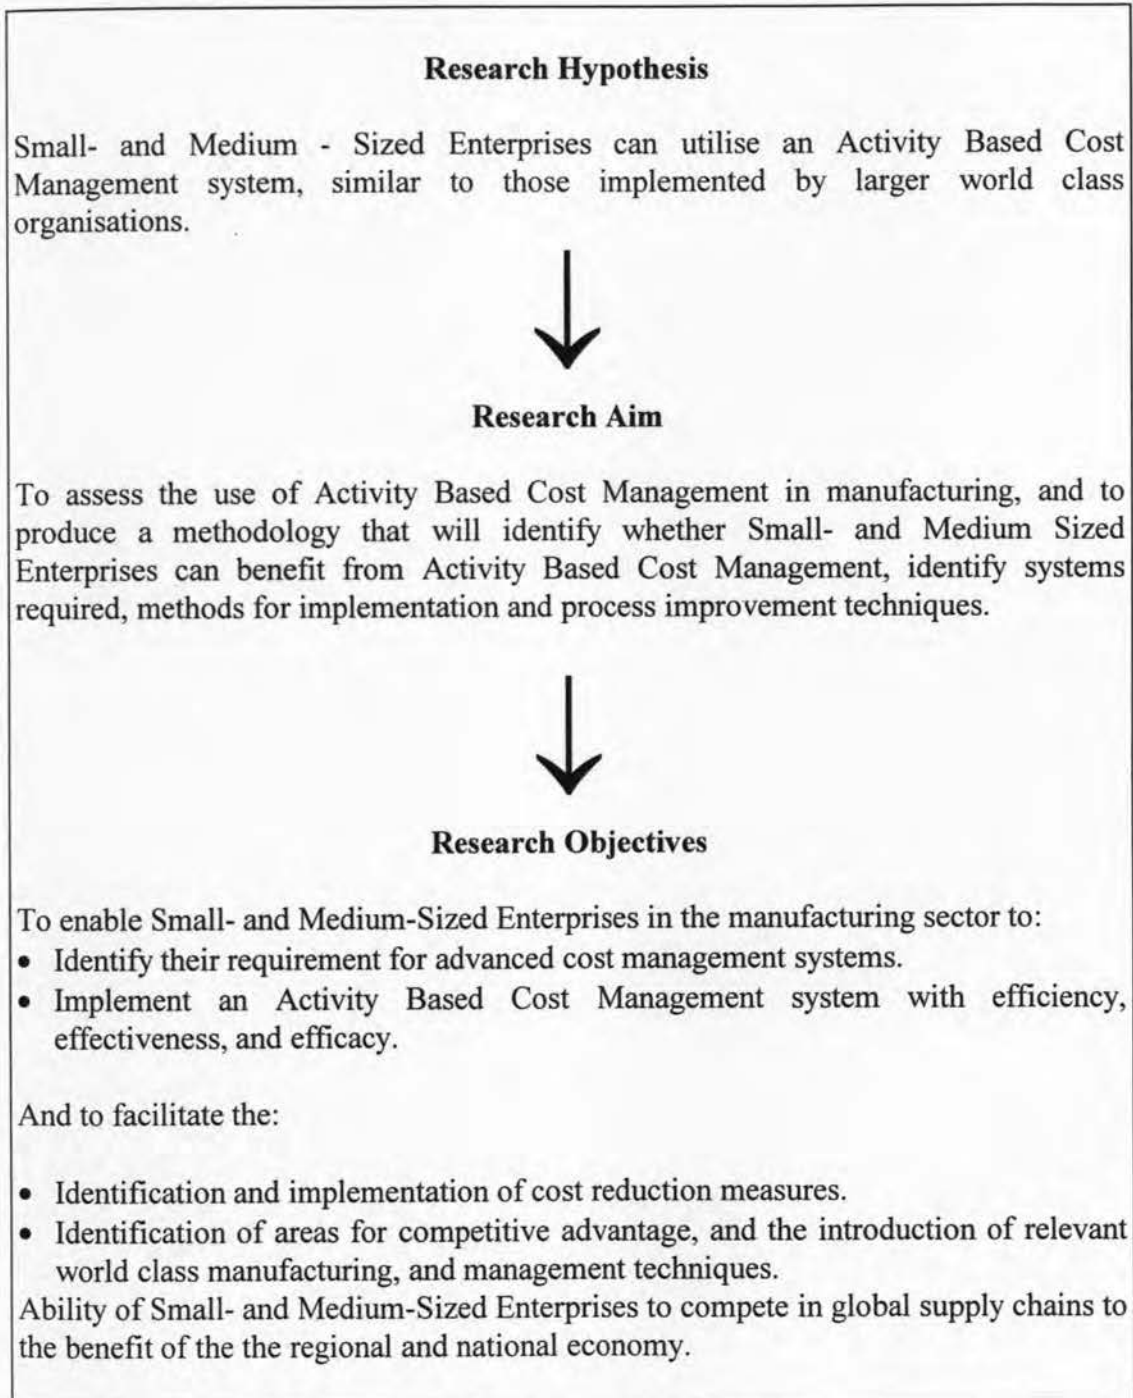 Research Hypothesis
Small- and Medium - Sized Enterprises can utilise an Activity Based Cost
Management system, similar to those implemented by larger world class
organisations.
Research Aim
To assess the use of Activity Based Cost Management in manufacturing, and to
produce a methodology that will identify whether Small- and Medium Sized
Enterprises can benefit from Activity Based Cost Management, identify systems
required, methods for implementation and process improvement techniques.
Research Objectives
To enable Small- and Medium-Sized Enterprises in the manufacturing sector to:
• Identify their requirement for advanced cost management systems.
• Implement an Activity Based Cost Management system with efficiency,
effectiveness, and efficacy.
And to facilitate the:
• Identification and implementation of cost reduction measures.
• Identification of areas for competitive advantage, and the introduction of relevant
world class manufacturing, and management techniques.
Ability of Small- and Medium-Sized Enterprises to compete in global supply chains to
the benefit of the the regional and national economy.